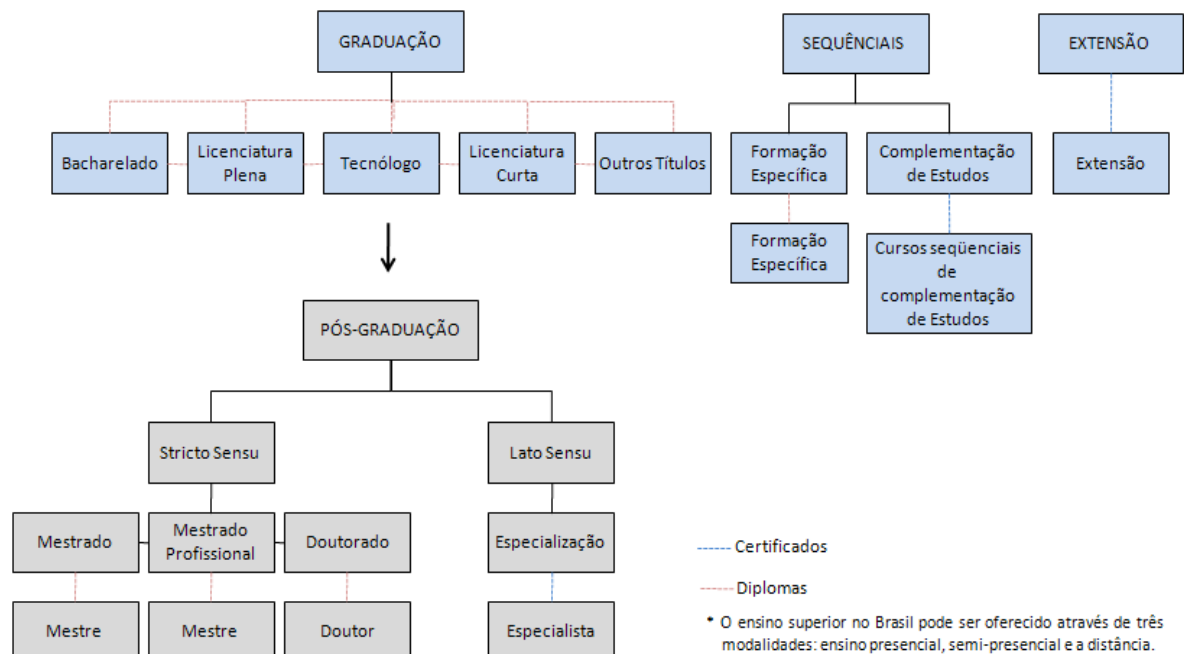 GRADUAÇÃO
SEQUÊNCIAIS
EXTENSÃO
Bacharelado
Licenciatura
Plena
Tecnólogo
Licenciatura
Curta
Outros Títulos
Formação
Específica
Complementação
de Estudos
Extensão
Formação
Específica
Cursos seqüenciais
de
complementação
de Estudos
PÓS-GRADUAÇÃO
Stricto Sensu
Lato Sensu
Mestrado
Mestrado
Profissional
Doutorado
Especialização
Mestre
Mestre
Doutor
Especialista
Certificados
Diplomas
* O ensino superior no Brasil pode ser oferecido através de três
modalidades: ensino presencial, semi-presencial e a distância.